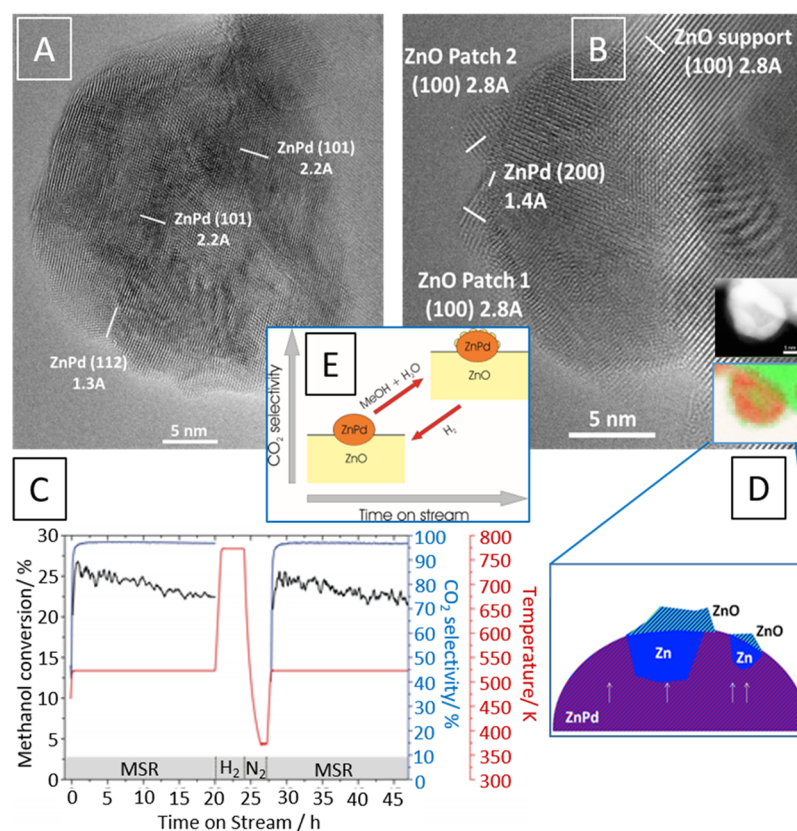 A
ZnPd (101)
2.2A
ZnPd (101)
2.2A
ZnPd (112)
1.3A
5 nm
B
ZnO Patch 2
(100) 2.8A
ZnO support
(100) 2.8A
ZnPd (200)
1.4A
ZnO Patch 1
(100) 2.8A
5 nm
5 nm
E
CO₂ selectivity
ZnPd
ZnO
MeOH + H₂O
H₂
ZnPd
ZnO
Time on stream
C
Methanol conversion/ %
30
25
20
15
10
5
0
100
90
80
70
60
50
40
30
20
10
0
CO₂ selectivity/ %
800
750
700
650
600
550
500
450
400
350
300
Temperature/ K
MSR
H₂
N₂
MSR
0 5 10 15 20 25 30 35 40 45
Time on Stream / h
D
ZnO
ZnO
Zn
Zn
ZnPd